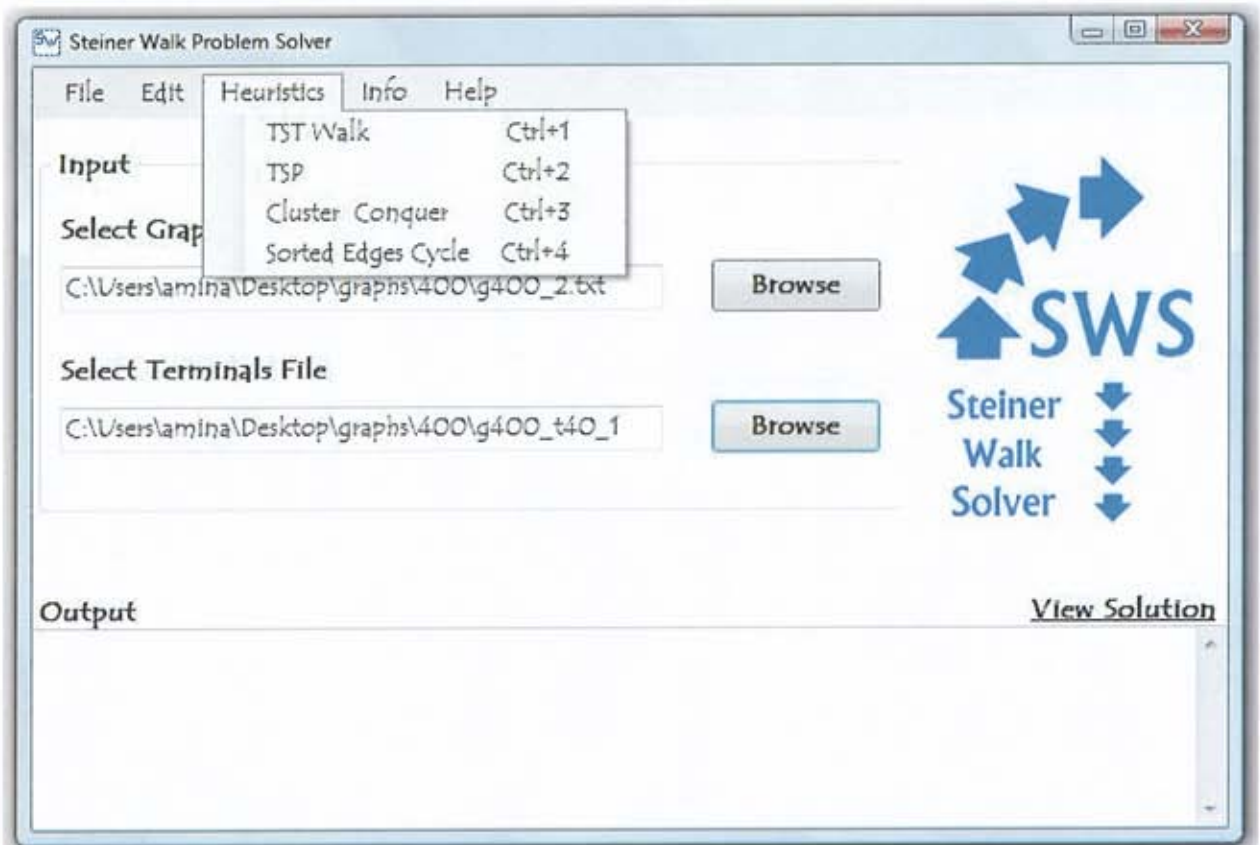 Sw Steiner Walk Problem Solver
File Edit Heuristics Info Help
TST Walk Ctrl+1
TSP Ctrl+2
Cluster Conquer Ctrl+3
Sorted Edges Cycle Ctrl+4
Input
Select Grap
C:\Users\amina\Desktop\graphs\400\g400_2.txt Browse
Select Terminals File
C:\Users\amina\Desktop\graphs\400\g400_t40_1 Browse
SWS
Steiner
Walk
Solver
Output View Solution